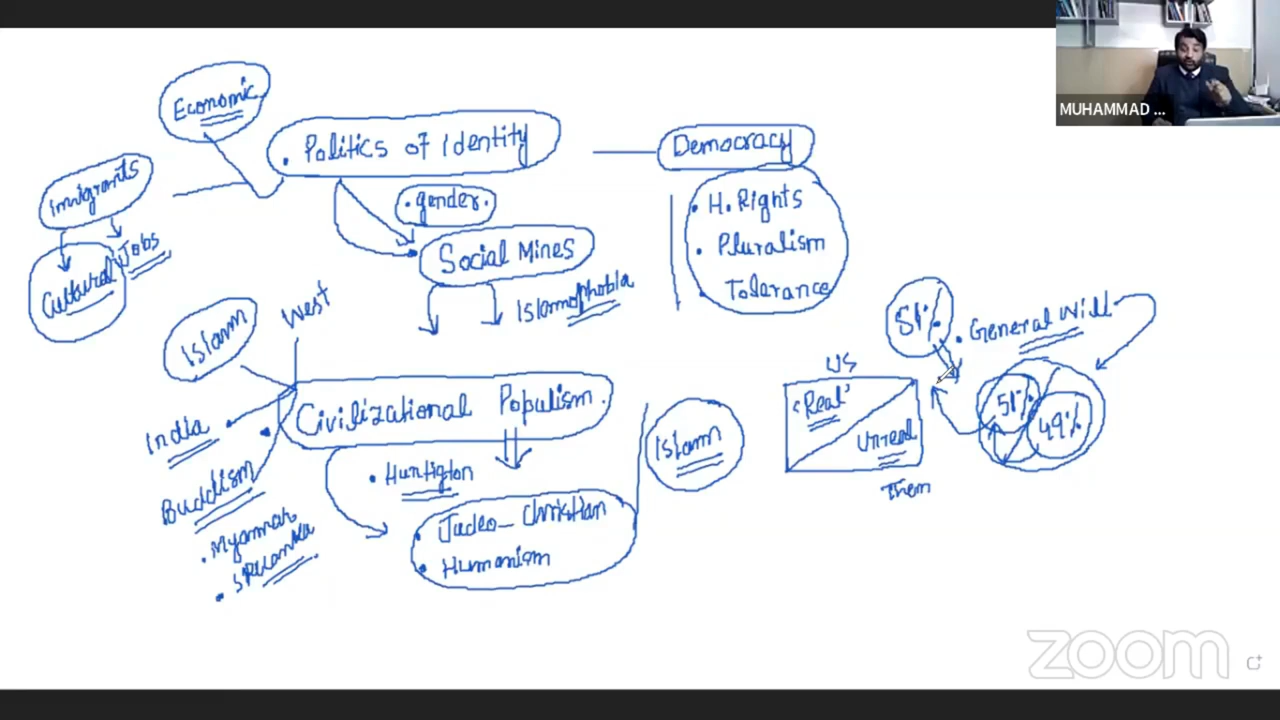 MUHAMMAD ...
Economic
• Politics of Identity
Democracy
Immigrants
• gender •
• H. Rights
• Pluralism
• Tolerance
Cultural
Jobs
Social Mines
Islamophobia
West
Islam
51%
• General Will
US
'Real'
Unreal
Them
51%
49%
Civilizational Populism.
India
Buddism
• Myanmar
• SriLanka
• Huntigton
Islam
• Judeo - Christian
• Humanism
zoom